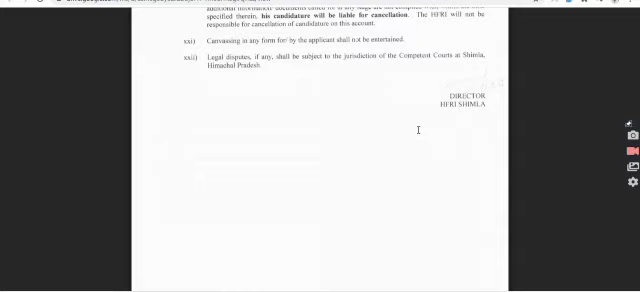 specified therein, his candidature will be liable for cancellation. The HFRI will not be
responsible for cancellation of candidature on this account.
xxi) Canvassing in any form for/ by the applicant shall not be entertained.
xxii) Legal disputes, if any, shall be subject to the jurisdiction of the Competent Courts at Shimla,
Himachal Pradesh.
DIRECTOR
HFRI SHIMLA